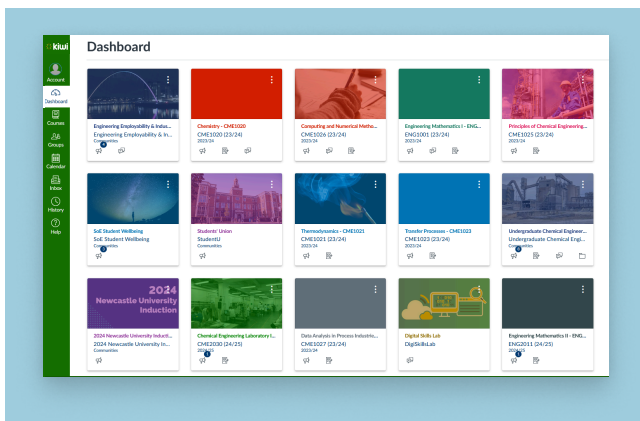 kiwi
Dashboard
Account
Dashboard
Courses
Groups
Calendar
Inbox
History
Help
Engineering Employability & Indus...
Engineering Employability & In...
Communities
4
Chemistry - CME1020
CME1020 (23/24)
2023/24
Computing and Numerical Metho...
CME1026 (23/24)
2023/24
Engineering Mathematics I - ENG...
ENG1001 (23/24)
2023/24
Principles of Chemical Engineering...
CME1025 (23/24)
2023/24
SoE Student Wellbeing
SoE Student Wellbeing
Communities
Students' Union
StudentU
Communities
Thermodynamics - CME1021
CME1021 (23/24)
2023/24
Transfer Processes - CME1023
CME1023 (23/24)
2023/24
Undergraduate Chemical Engineer...
Undergraduate Chemical Engi...
Communities
2024
Newcastle University
Induction
2024 Newcastle University Inducti...
2024 Newcastle University In...
Communities
Chemical Engineering Laboratory I...
CME2030 (24/25)
2024/25
1
Data Analysis in Process Industrie...
CME1027 (23/24)
2023/24
Digital Skills Lab
DigiSkillsLab
Engineering Mathematics II - ENG...
ENG2011 (24/25)
2024/25
1